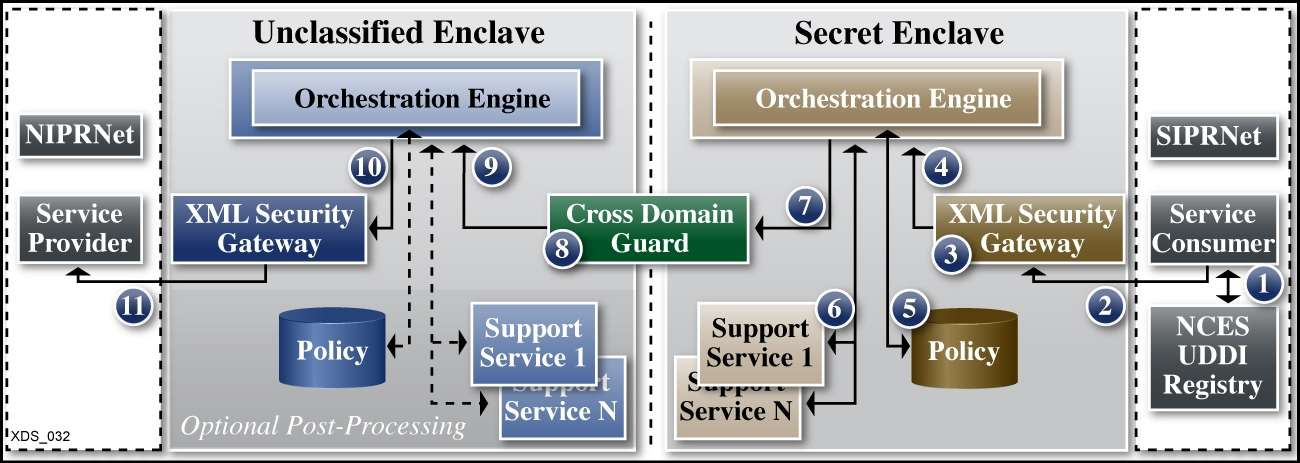 Unclassified Enclave
Secret Enclave
Orchestration Engine
Orchestration Engine
NIPRNet
SIPRNet
10
9
4
7
Service
Provider
XML Security
Gateway
Cross Domain
Guard
8
XML Security
Gateway
3
Service
Consumer
11
2
1
Policy
Support
Service 1
Support
Service N
6
Support
Service 1
Support
Service N
5
Policy
NCES
UDDI
Registry
Optional Post-Processing
XDS_032